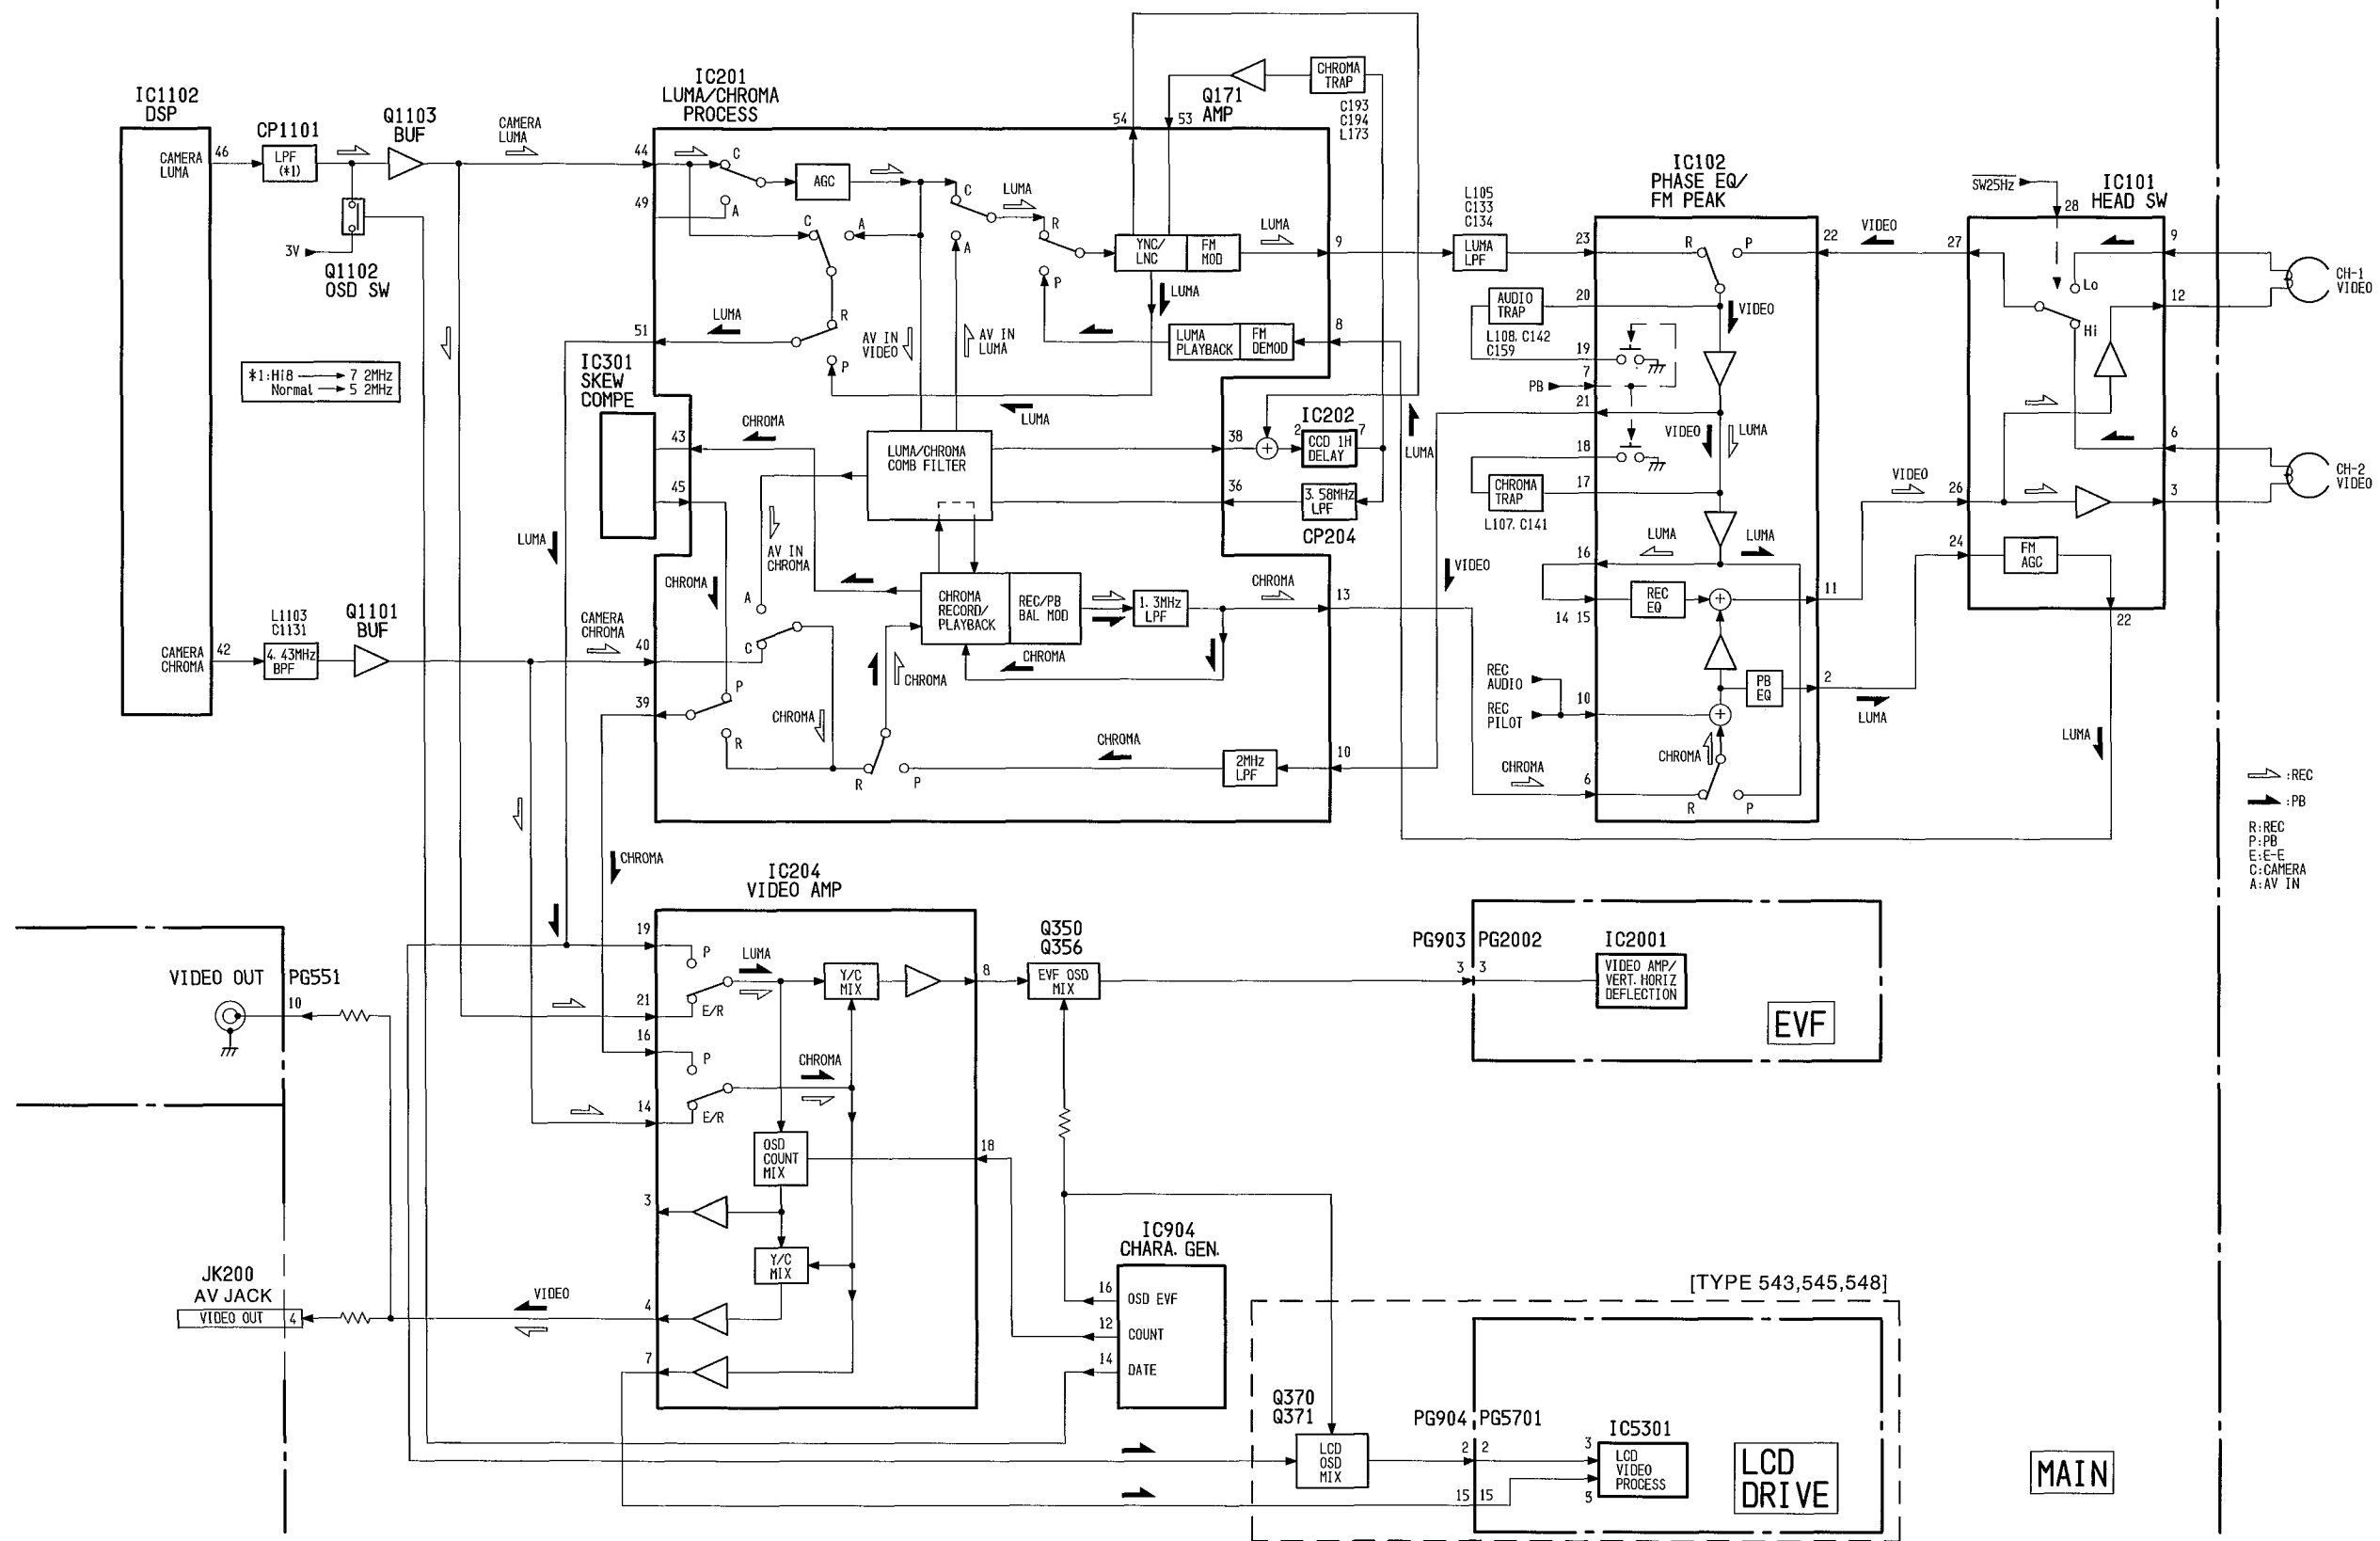 IC1102
DSP
CAMERA
LUMA
46
CAMERA
CHROMA
42
CP1101
LPF
(*1)
Q1103
BUF
CAMERA
LUMA
3V
Q1102
OSD SW
*1:Hi8 7 2MHz
Normal 5 2MHz
L1103
C1131
4.43MHz
BPF
Q1101
BUF
CAMERA
CHROMA
IC301
SKEW
COMPE
LUMA
CHROMA
IC201
LUMA/CHROMA
PROCESS
44
49
51
43
45
40
39
C
A
AGC
C
A
C
A
LUMA
R
P
R
P
LUMA
AV IN
VIDEO
AV IN
LUMA
YNC/
LNC
FM
MOD
LUMA
LUMA
PLAYBACK
FM
DEMOD
LUMA
LUMA
9
8
54
53
Q171
AMP
CHROMA
TRAP
C193
C194
L173
CHROMA
LUMA/CHROMA
COMB FILTER
38
36
IC202
2
CCD 1H
DELAY
7
3.58MHz
LPF
CP204
LUMA
CHROMA
AV IN
CHROMA
A
C
P
R
CHROMA
RECORD/
PLAYBACK
REC/PB
BAL MOD
1.3MHz
LPF
CHROMA
13
CHROMA
CHROMA
CHROMA
R
P
CHROMA
2MHz
LPF
10
VIDEO
L105
C133
C134
LUMA
LPF
IC102
PHASE EQ/
FM PEAK
23
R
P
22
VIDEO
AUDIO
TRAP
L108.C142
C159
20
19
VIDEO
PB
7
21
VIDEO
LUMA
18
CHROMA
TRAP
L107.C141
17
16
LUMA
LUMA
14 15
REC
EQ
11
VIDEO
REC
AUDIO
REC
PILOT
10
PB
EQ
2
LUMA
CHROMA
6
CHROMA
R
P
SW25Hz
28
IC101
HEAD SW
27
9
Lo
12
Hi
6
26
3
24
FM
AGC
22
LUMA
CH-1
VIDEO
CH-2
VIDEO
:REC
:PB
R:REC
P:PB
E:E-E
C:CAMERA
A:AV IN
IC204
VIDEO AMP
19
P
LUMA
21
E/R
Y/C
MIX
8
16
P
CHROMA
14
E/R
OSD
COUNT
MIX
18
3
Y/C
MIX
4
7
Q350
Q356
EVF OSD
MIX
PG903
PG2002
3
3
IC2001
VIDEO AMP/
VERT.HORIZ
DEFLECTION
EVF
VIDEO OUT
PG551
10
JK200
AV JACK
VIDEO OUT
4
VIDEO
IC904
CHARA. GEN.
16
OSD EVF
12
COUNT
14
DATE
[TYPE 543,545,548]
Q370
Q371
LCD
OSD
MIX
PG904
PG5701
2
2
15
15
IC5301
3
LCD
VIDEO
PROCESS
3
LCD
DRIVE
MAIN